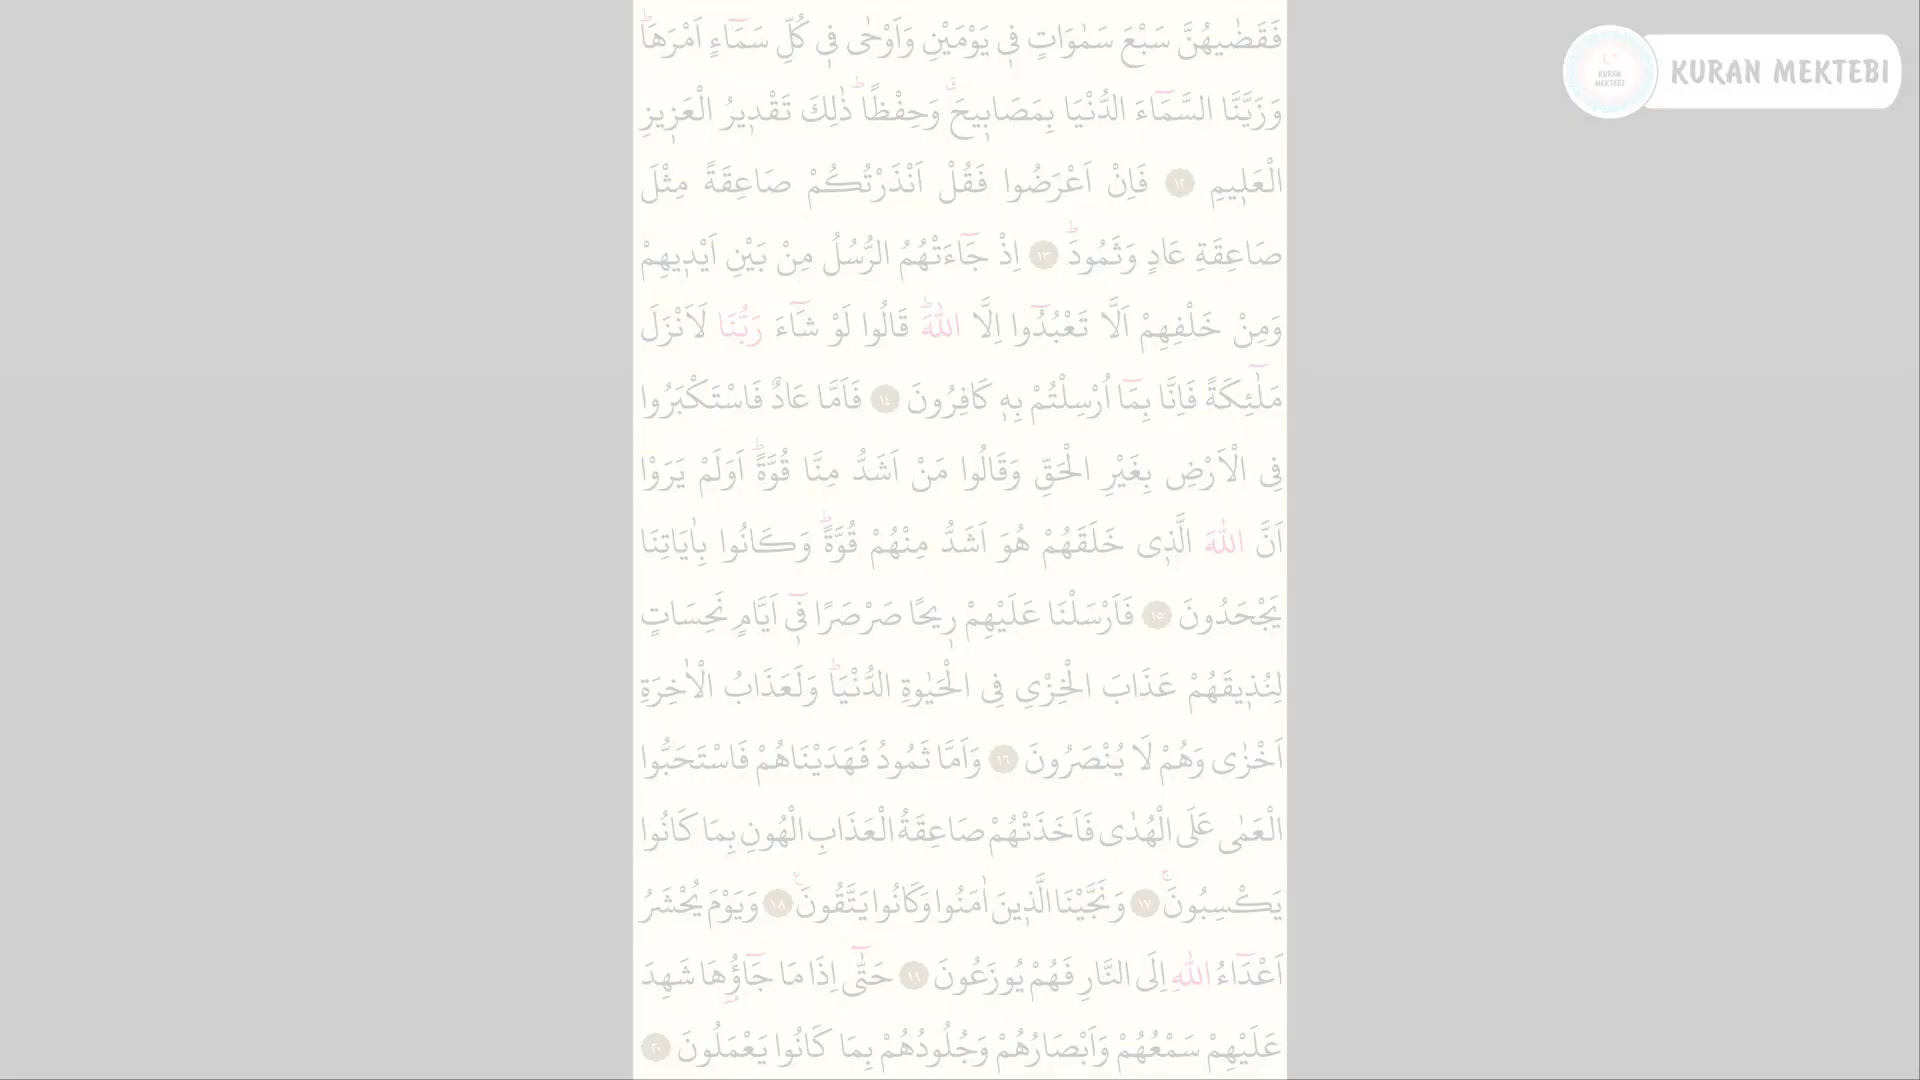 فَقَضٰيهُنَّ سَبْعَ سَمٰوَاتٍ ف۪ي يَوْمَيْنِ وَاَوْحٰى ف۪ي كُلِّ سَمَٓاءٍ اَمْرَهَاۜ
وَزَيَّنَّا السَّمَٓاءَ الدُّنْيَا بِمَصَاب۪يحَۗ وَحِفْظًاۜ ذٰلِكَ تَقْد۪يرُ الْعَز۪يزِ
الْعَل۪يمِ ١٢ فَاِنْ اَعْرَضُوا فَقُلْ اَنْذَرْتُكُمْ صَاعِقَةً مِثْلَ
صَاعِقَةِ عَادٍ وَثَمُودَۜ ١٣ اِذْ جَٓاءَتْهُمُ الرُّسُلُ مِنْ بَيْنِ اَيْد۪يهِمْ
وَمِنْ خَلْفِهِمْ اَلَّا تَعْبُدُٓوا اِلَّا اللّٰهَۜ قَالُوا لَوْ شَٓاءَ رَبُّنَا لَاَنْزَلَ
مَلٰٓئِكَةً فَاِنَّا بِمَٓا اُرْسِلْتُمْ بِه۪ كَافِرُونَ ١٤ فَاَمَّا عَادٌ فَاسْتَكْبَرُوا
فِي الْاَرْضِ بِغَيْرِ الْحَقِّ وَقَالُوا مَنْ اَشَدُّ مِنَّا قُوَّةًۜ اَوَلَمْ يَرَوْا
اَنَّ اللّٰهَ الَّذ۪ي خَلَقَهُمْ هُوَ اَشَدُّ مِنْهُمْ قُوَّةًۜ وَكَانُوا بِاٰيَاتِنَا
يَجْحَدُونَ ١٥ فَاَرْسَلْنَا عَلَيْهِمْ ر۪يحًا صَرْصَرًا ف۪ٓي اَيَّامٍ نَحِسَاتٍ
لِنُذ۪يقَهُمْ عَذَابَ الْخِزْيِ فِي الْحَيٰوةِ الدُّنْيَاۜ وَلَعَذَابُ الْاٰخِرَةِ
اَخْزٰى وَهُمْ لَا يُنْصَرُونَ ١٦ وَاَمَّا ثَمُودُ فَهَدَيْنَاهُمْ فَاسْتَحَبُّوا
الْعَمٰى عَلَى الْهُدٰى فَاَخَذَتْهُمْ صَاعِقَةُ الْعَذَابِ الْهُونِ بِمَا كَانُوا
يَكْسِبُونَۚ ١٧ وَنَجَّيْنَا الَّذ۪ينَ اٰمَنُوا وَكَانُوا يَتَّقُونَ۟ ١٨ وَيَوْمَ يُحْشَرُ
اَعْدَٓاءُ اللّٰهِ اِلَى النَّارِ فَهُمْ يُوزَعُونَ ١٩ حَتّٰٓى اِذَا مَا جَٓاؤُ۫هَا شَهِدَ
عَلَيْهِمْ سَمْعُهُمْ وَاَبْصَارُهُمْ وَجُلُودُهُمْ بِمَا كَانُوا يَعْمَلُونَ ٢٠
KURAN
MEKTEBİ
KURAN MEKTEBI